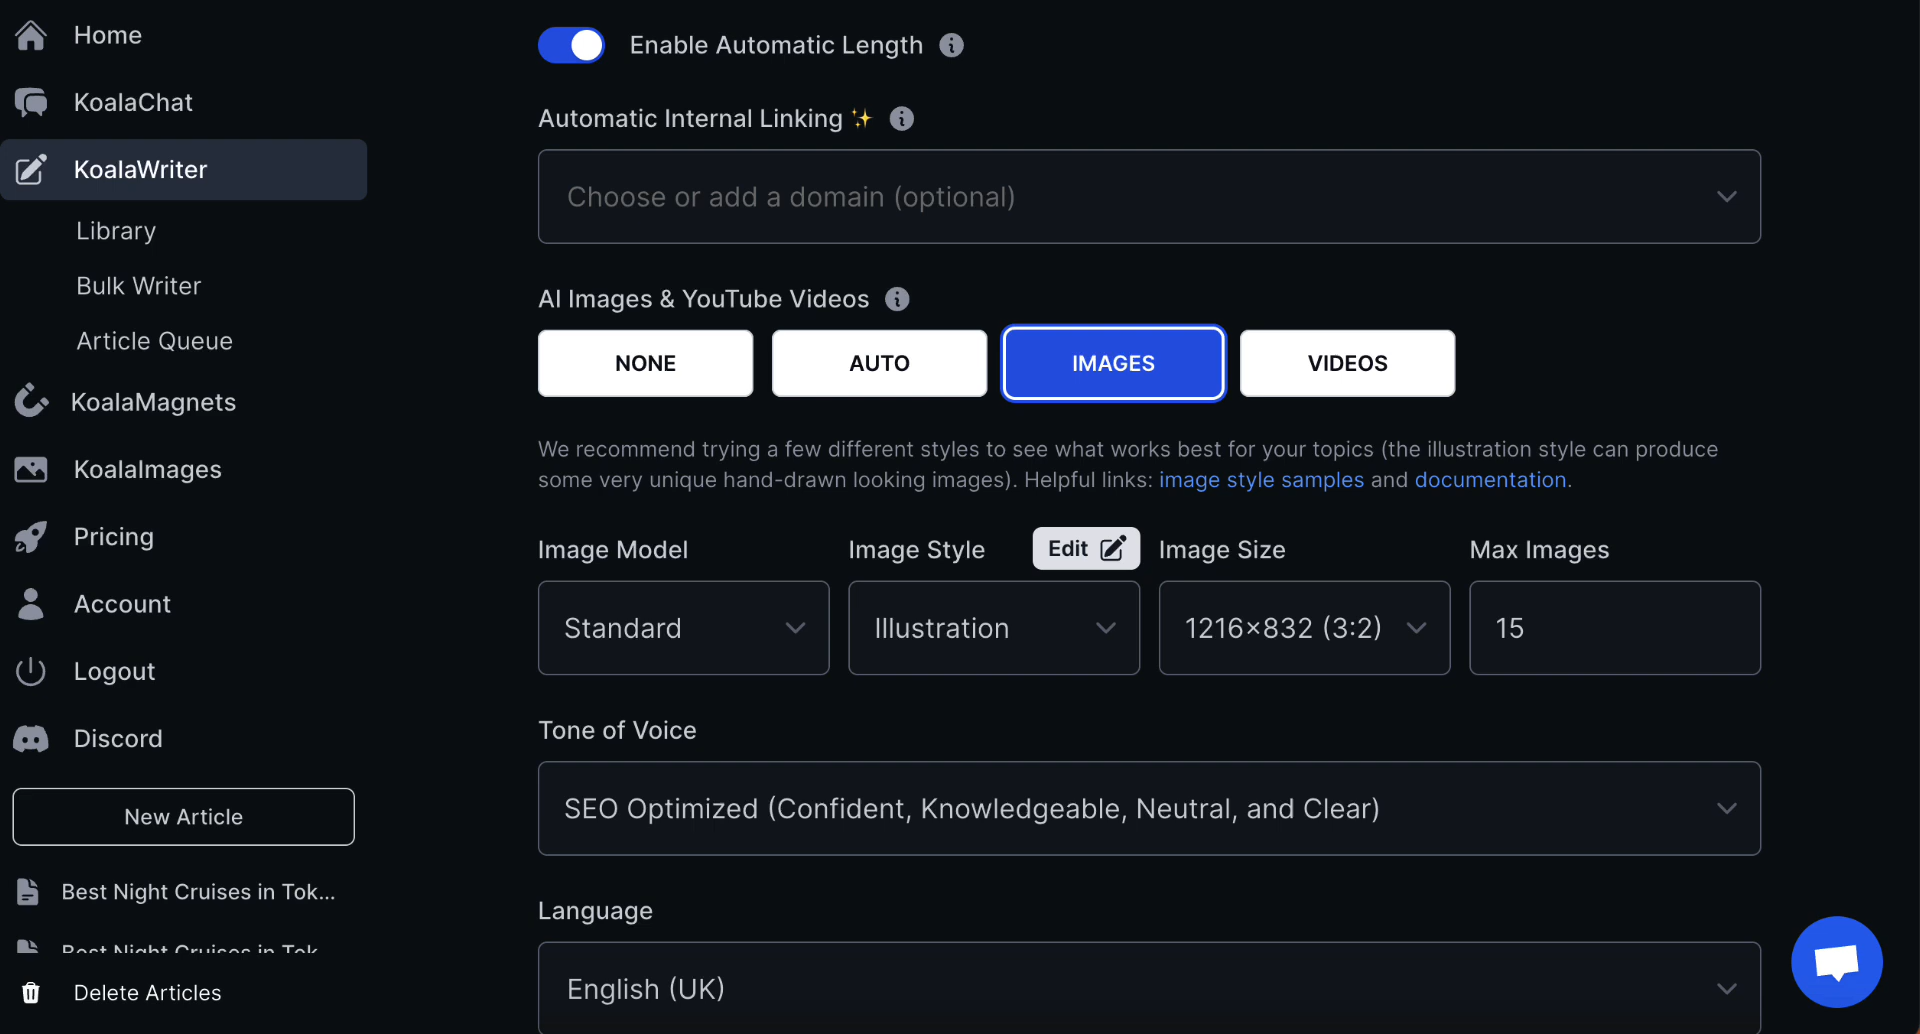 Home
KoalaChat
KoalaWriter
Library
Bulk Writer
Article Queue
KoalaMagnets
KoalaImages
Pricing
Account
Logout
Discord
New Article
Best Night Cruises in Tok...
Best Night Cruises in Tok
Delete Articles
Enable Automatic Length
Automatic Internal Linking ✨
Choose or add a domain (optional)
AI Images & YouTube Videos
NONE
AUTO
IMAGES
VIDEOS
We recommend trying a few different styles to see what works best for your topics (the illustration style can produce
some very unique hand-drawn looking images). Helpful links: image style samples and documentation.
Image Model
Standard
Image Style
Edit
Illustration
Image Size
1216×832 (3:2)
Max Images
15
Tone of Voice
SEO Optimized (Confident, Knowledgeable, Neutral, and Clear)
Language
English (UK)